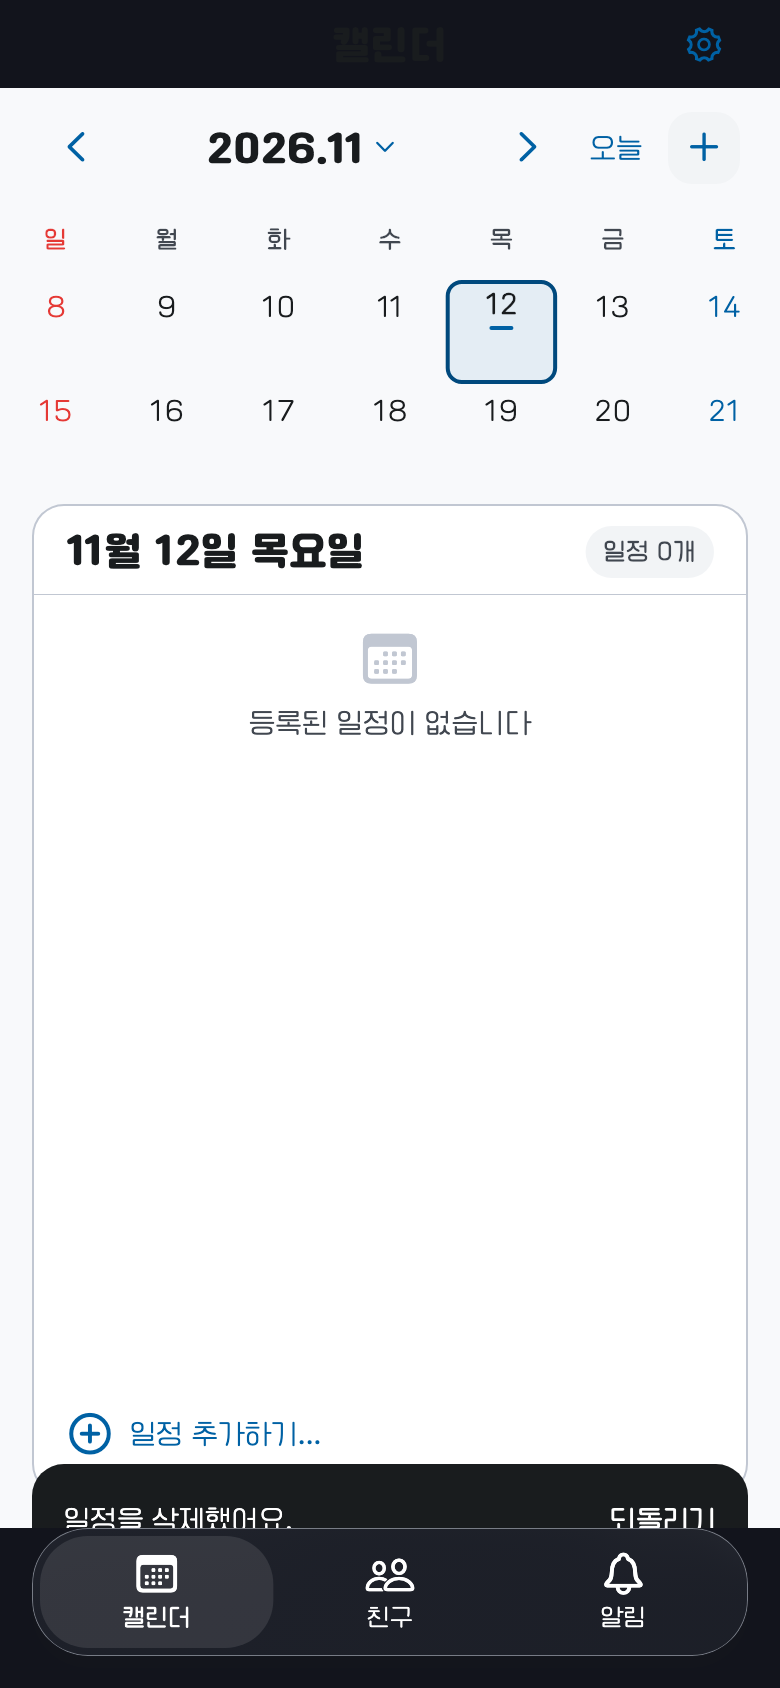 캘린더
2026.11
오늘
일 월 화 수 목 금 토
8 9 10 11 12 13 14
15 16 17 18 19 20 21
11월 12일 목요일
일정 0개
등록된 일정이 없습니다
일정 추가하기...
일정을 삭제했어요. 되돌리기
캘린더 친구 알림